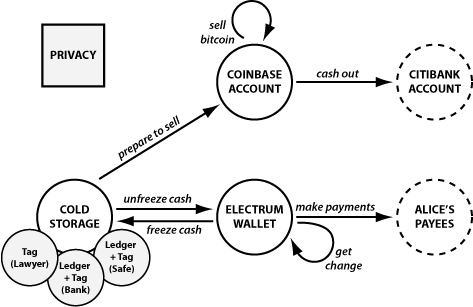 PRIVACY
sell
bitcoin
COINBASE
ACCOUNT
cash out
CITIBANK
ACCOUNT
prepare to sell
COLD
STORAGE
unfreeze cash
freeze cash
ELECTRUM
WALLET
make payments
ALICE'S
PAYEES
get
change
Tag
(Lawyer)
Ledger
+ Tag
(Bank)
Ledger
+ Tag
(Safe)